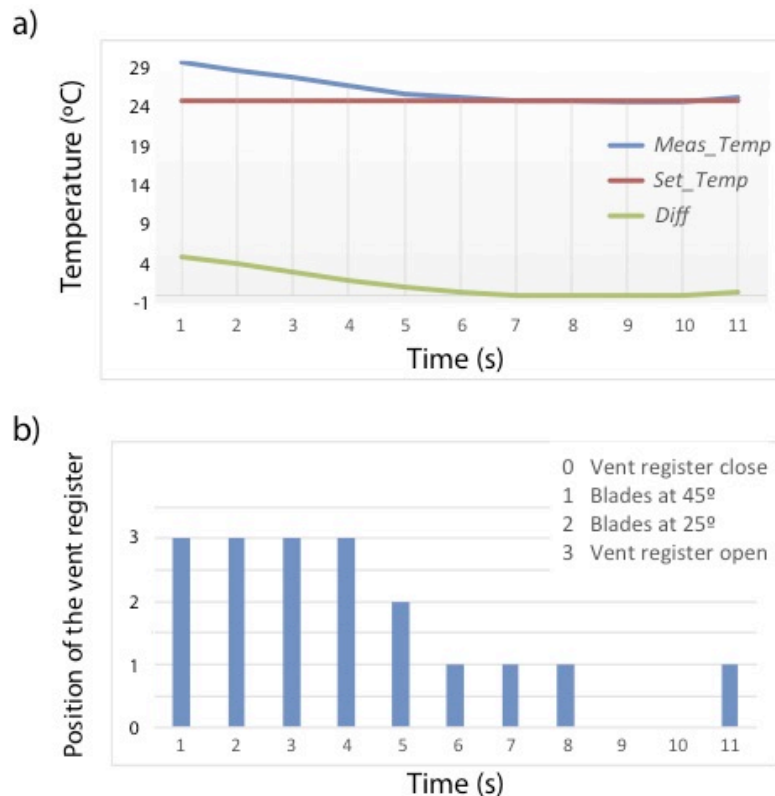 a)
Temperature (ºC)
29
24
19
14
9
4
-1
Meas_Temp
Set_Temp
Diff
1 2 3 4 5 6 7 8 9 10 11
Time (s)
b)
Position of the vent register
0 Vent register close
1 Blades at 45º
2 Blades at 25º
3 Vent register open
3
2
1
0
1 2 3 4 5 6 7 8 9 10 11
Time (s)